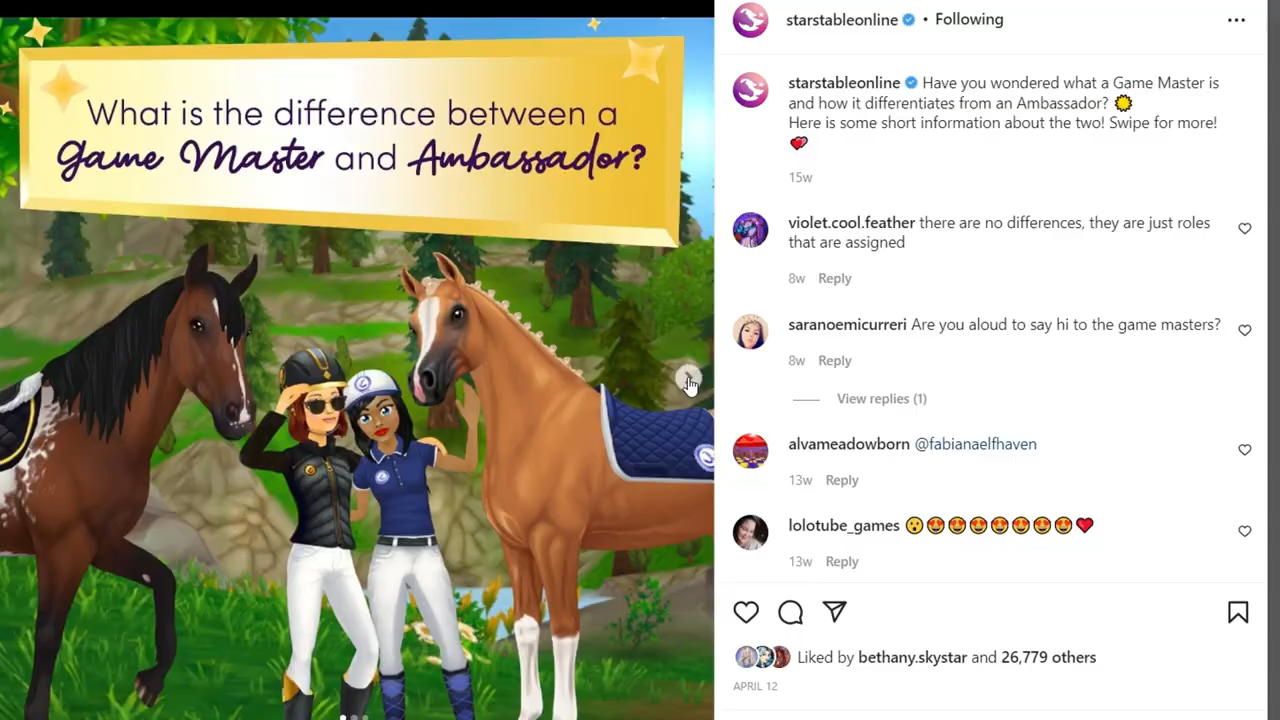 What is the difference between a
Game Master and Ambassador?
starstableonline • Following
starstableonline Have you wondered what a Game Master is
and how it differentiates from an Ambassador? 🌟
Here is some short information about the two! Swipe for more!
💕
15w
violet.cool.feather there are no differences, they are just roles
that are assigned
8w Reply
saranoemicurreri Are you aloud to say hi to the game masters?
8w Reply
View replies (1)
alvameadowborn @fabianaelfhaven
13w Reply
lolotube_games 😮😍😍😍😍😍😍😍❤️
13w Reply
Liked by bethany.skystar and 26,779 others
APRIL 12